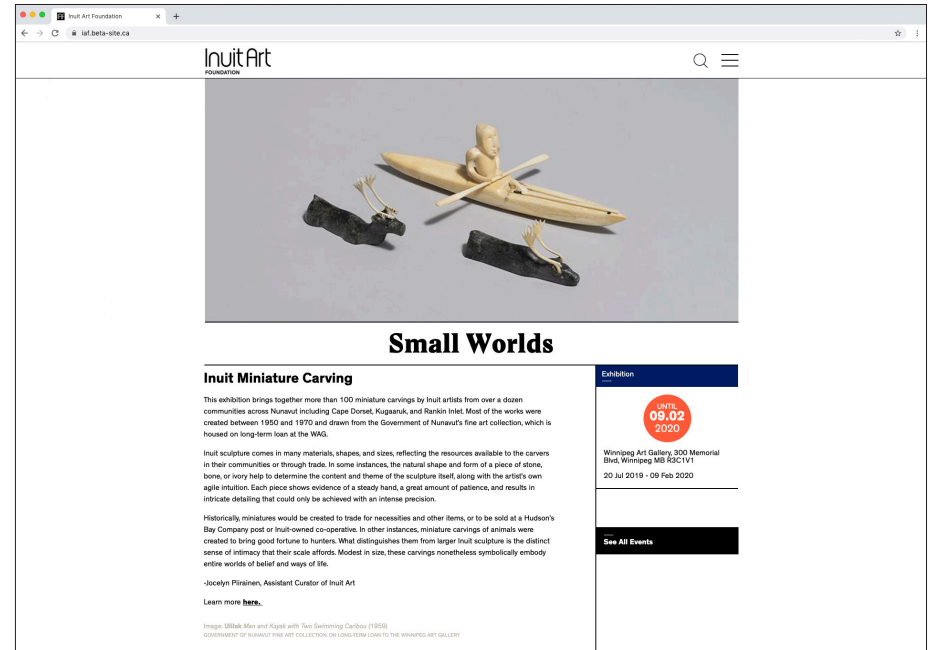 Inuit Art Foundation
iaf.beta-site.ca
Inuit Art
FOUNDATION
Small Worlds
Inuit Miniature Carving
This exhibition brings together more than 100 miniature carvings by Inuit artists from over a dozen
communities across Nunavut including Cape Dorset, Kugaaruk, and Rankin Inlet. Most of the works were
created between 1950 and 1970 and drawn from the Government of Nunavut's fine art collection, which is
housed on long-term loan at the WAG.
Inuit sculpture comes in many materials, shapes, and sizes, reflecting the resources available to the carvers
in their communities or through trade. In some instances, the natural shape and form of a piece of stone,
bone, or ivory help to determine the content and theme of the sculpture itself, along with the artist's own
agile intuition. Each piece shows evidence of a steady hand, a great amount of patience, and results in
intricate detailing that could only be achieved with an intense precision.
Historically, miniatures would be created to trade for necessities and other items, or to be sold at a Hudson's
Bay Company post or Inuit-owned co-operative. In other instances, miniature carvings of animals were
created to bring good fortune to hunters. What distinguishes them from larger Inuit sculpture is the distinct
sense of intimacy that their scale affords. Modest in size, these carvings nonetheless symbolically embody
entire worlds of belief and ways of life.
-Jocelyn Piirainen, Assistant Curator of Inuit Art
Learn more here.
Image: Ulitak Man and Kayak with Two Swimming Caribou (1959)
GOVERNMENT OF NUNAVUT FINE ART COLLECTION. ON LONG-TERM LOAN TO THE WINNIPEG ART GALLERY
Exhibition
UNTIL
09.02
2020
Winnipeg Art Gallery, 300 Memorial
Blvd, Winnipeg MB R3C1V1
20 Jul 2019 - 09 Feb 2020
See All Events